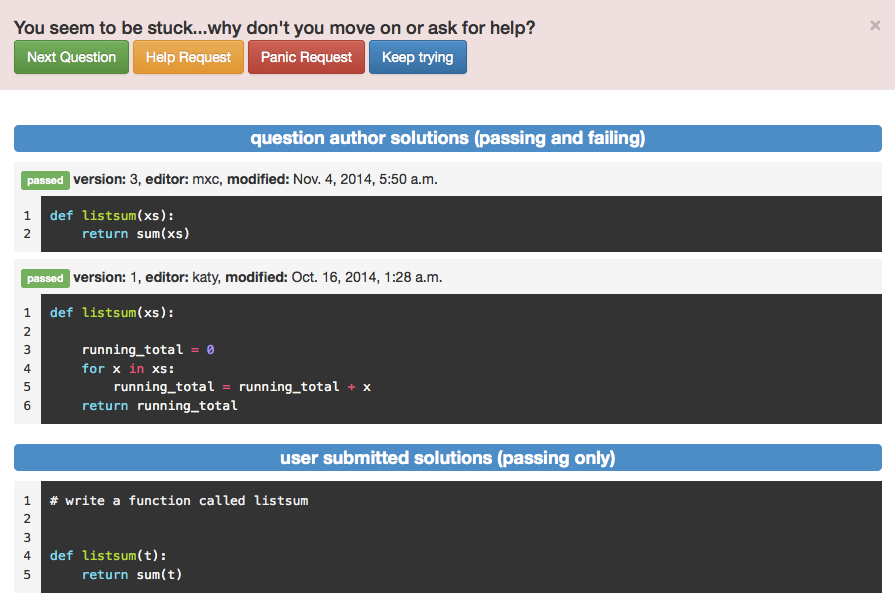 You seem to be stuck...why don't you move on or ask for help?
×
Next Question Help Request Panic Request Keep trying
question author solutions (passing and failing)
passed version: 3, editor: mxc, modified: Nov. 4, 2014, 5:50 a.m.
1 def listsum(xs):
2     return sum(xs)
passed version: 1, editor: katy, modified: Oct. 16, 2014, 1:28 a.m.
1 def listsum(xs):
2
3     running_total = 0
4     for x in xs:
5         running_total = running_total + x
6     return running_total
user submitted solutions (passing only)
1 # write a function called listsum
2
3
4 def listsum(t):
5     return sum(t)